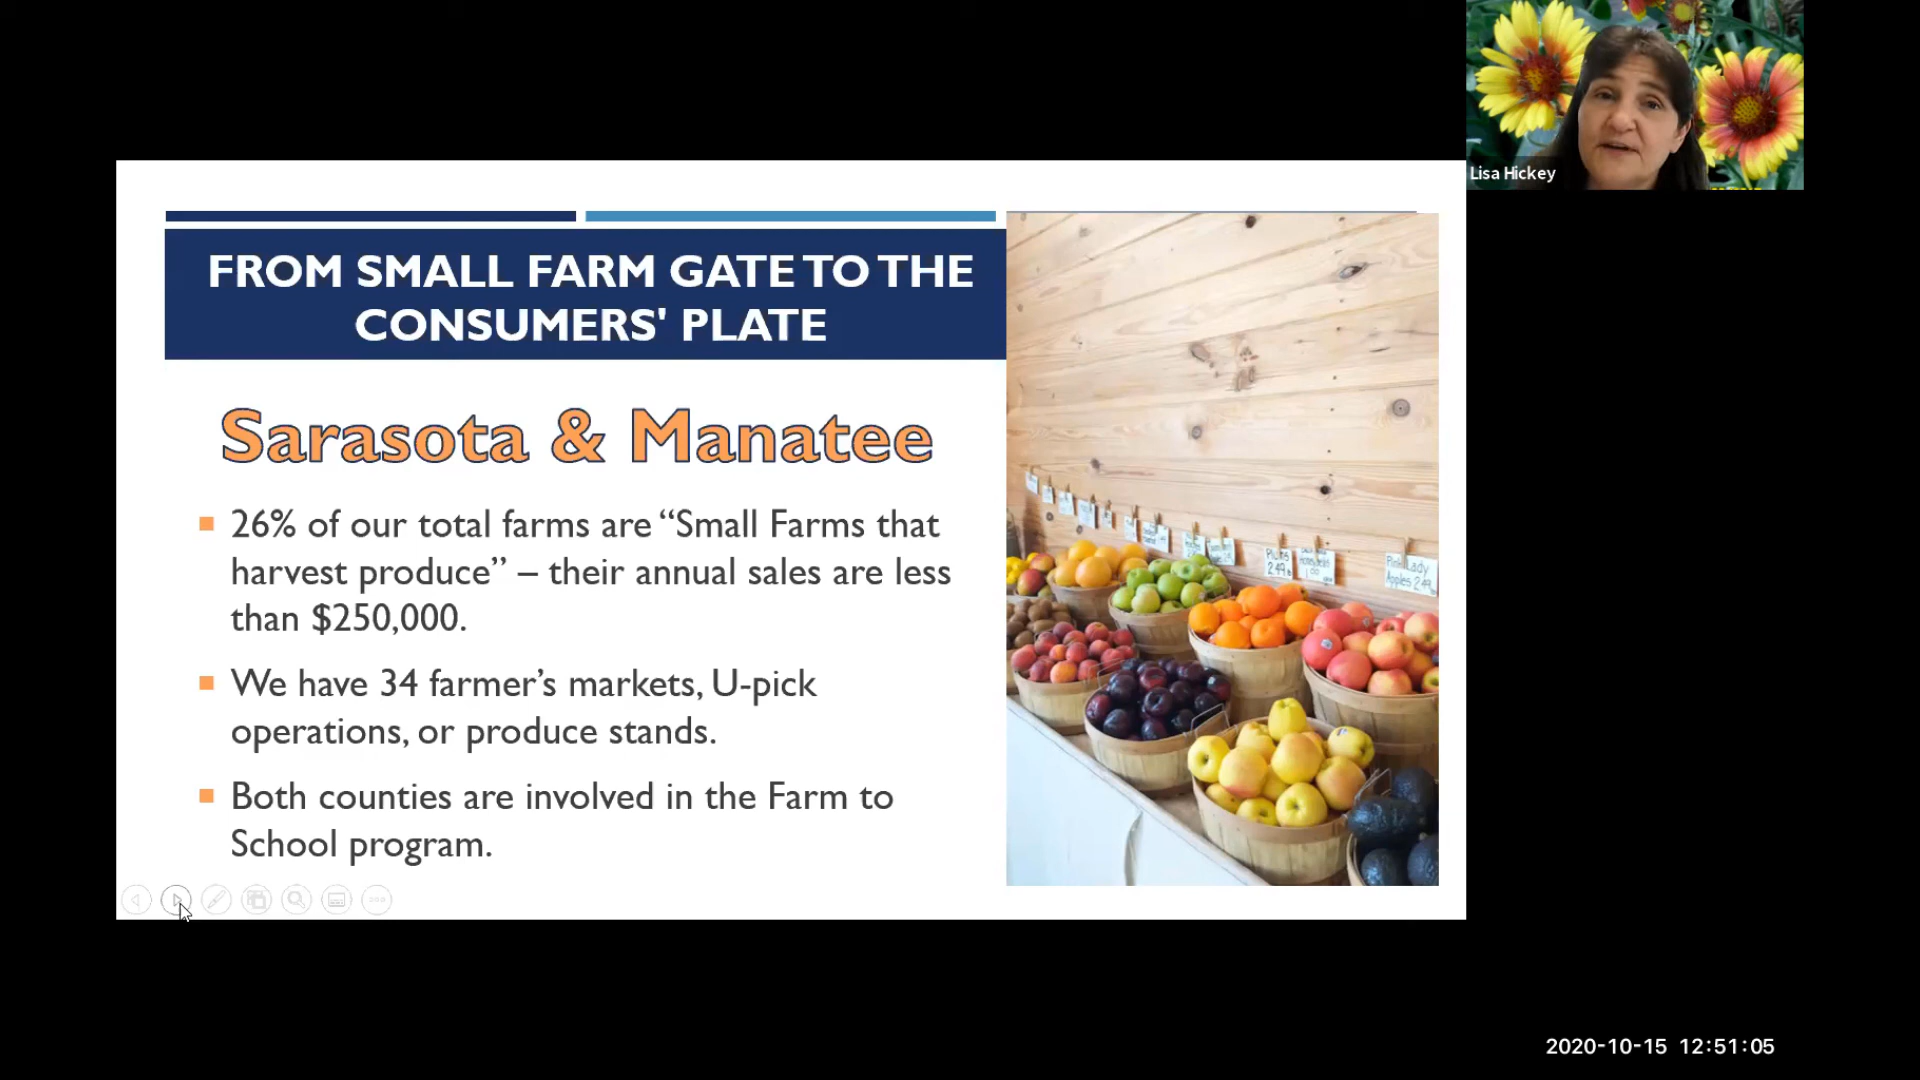 Lisa Hickey
FROM SMALL FARM GATE TO THE
CONSUMERS' PLATE
Sarasota & Manatee
26% of our total farms are “Small Farms that
harvest produce” – their annual sales are less
than $250,000.
We have 34 farmer’s markets, U-pick
operations, or produce stands.
Both counties are involved in the Farm to
School program.
Plums
2.49
Pink Lady
Apples 2.49
2020-10-15 12:51:05